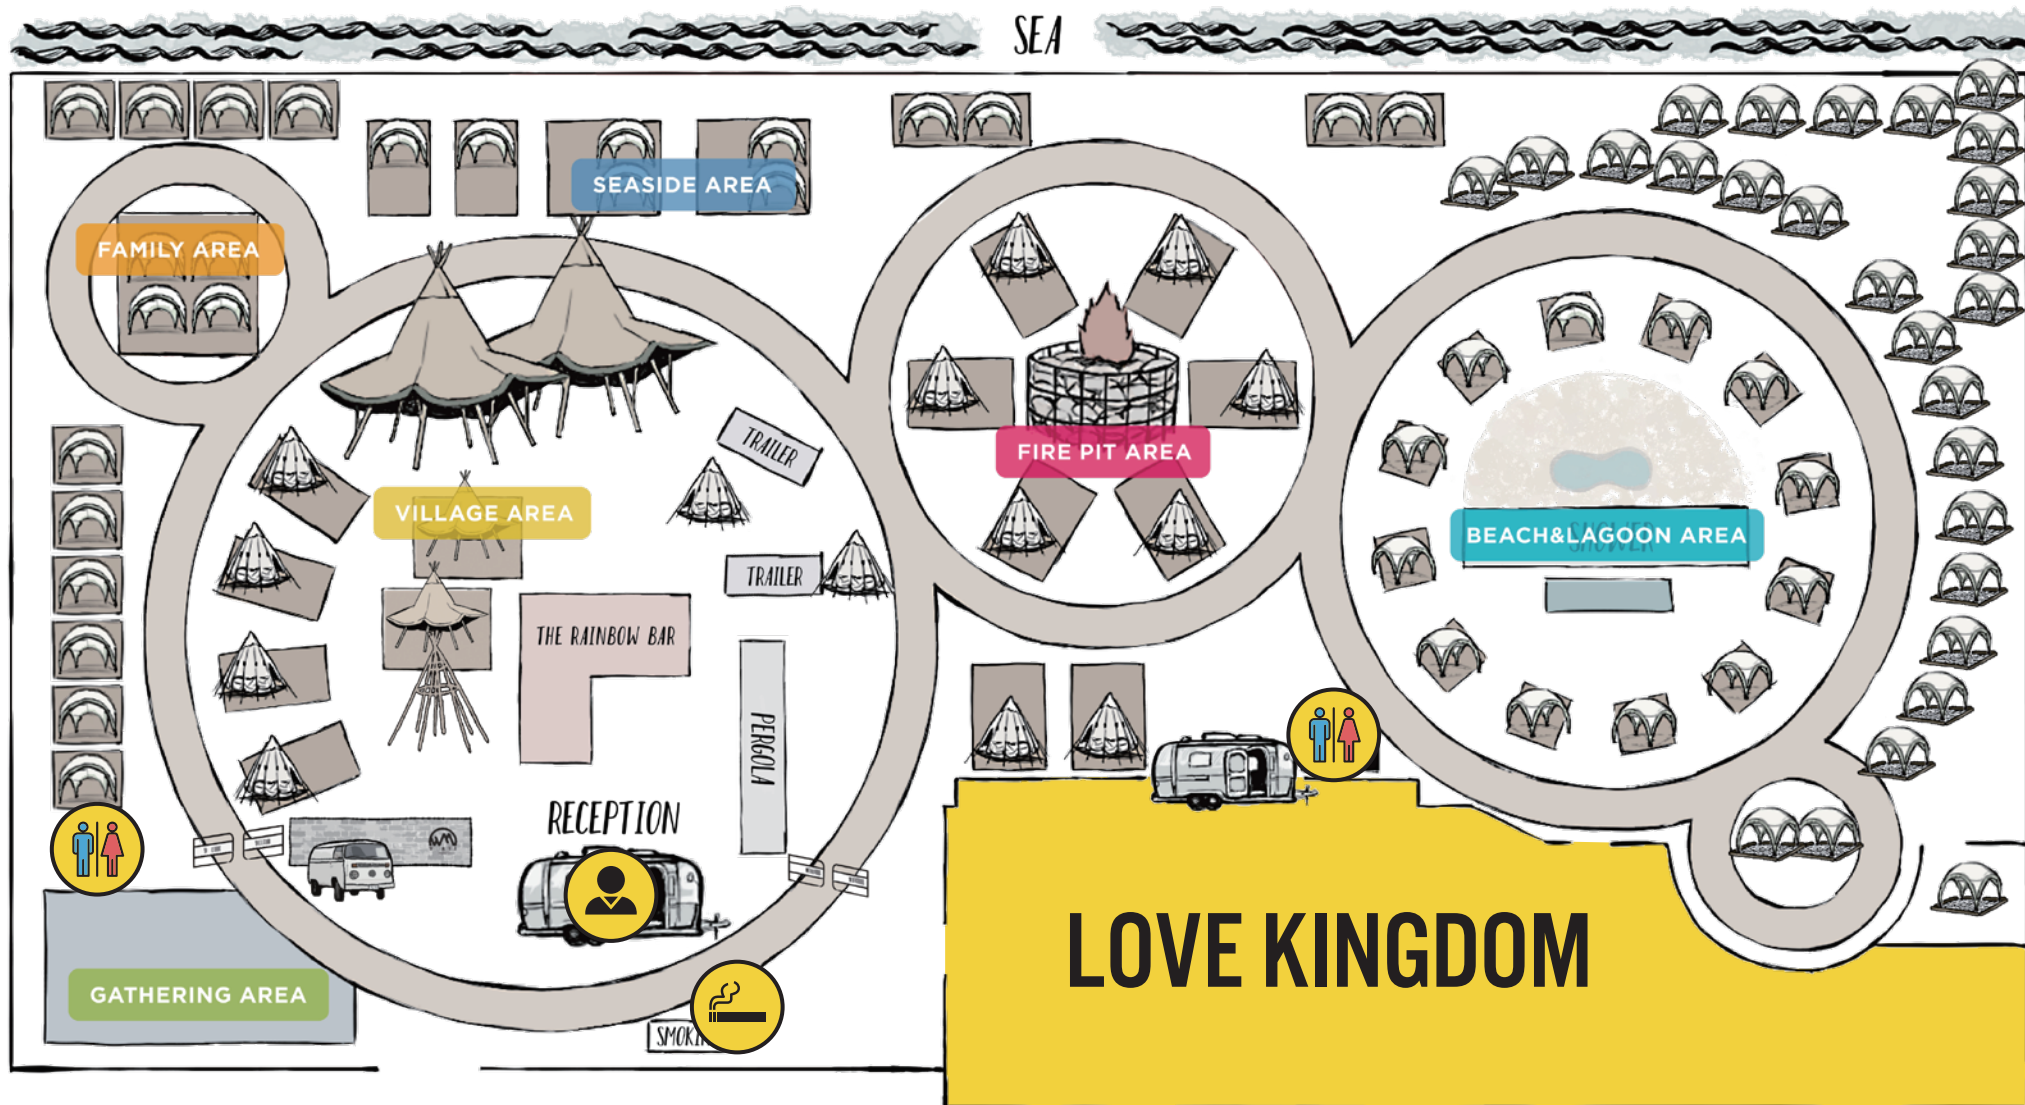 SEA
SEASIDE AREA
FAMILY AREA
TRAILER
FIRE PIT AREA
VILLAGE AREA
BEACH&LAGOON AREA
SHOWER
TRAILER
THE RAINBOW BAR
PERGOLA
RECEPTION
LOVE KINGDOM
GATHERING AREA